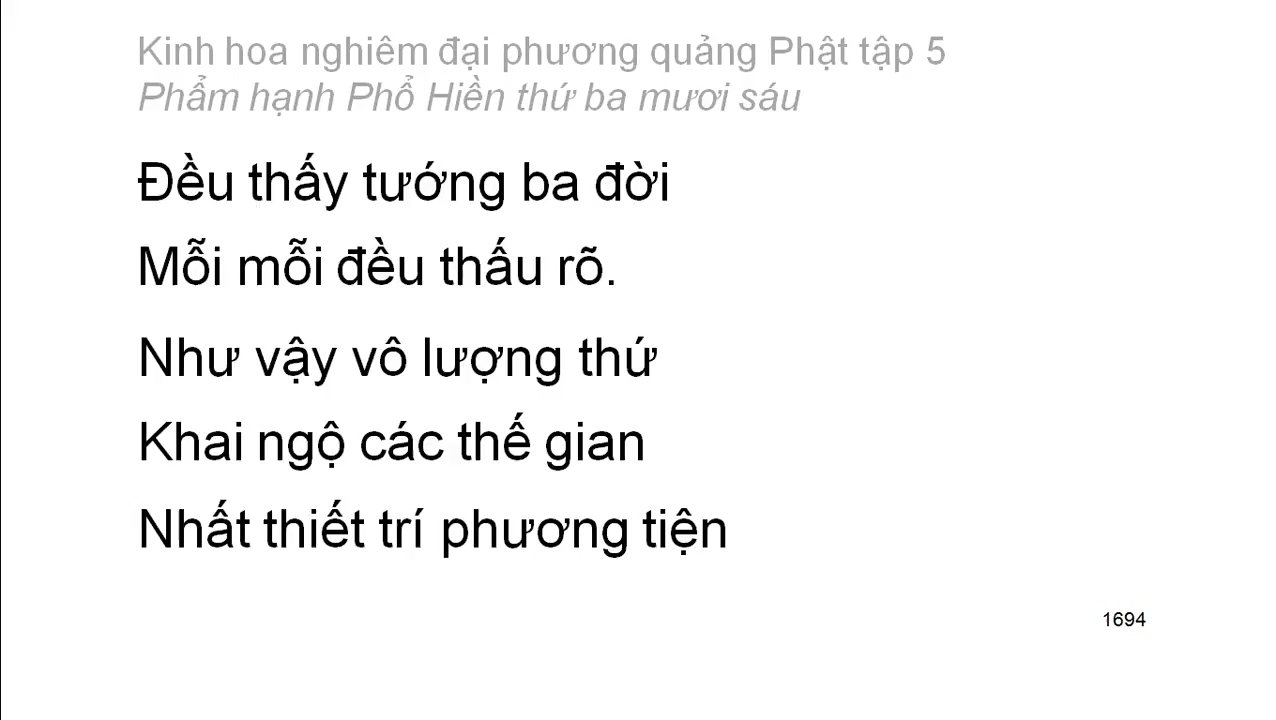 Kinh hoa nghiêm đại phương quảng Phật tập 5
Phẩm hạnh Phổ Hiền thứ ba mươi sáu
Đều thấy tướng ba đời
Mỗi mỗi đều thấu rõ.
Như vậy vô lượng thứ
Khai ngộ các thế gian
Nhất thiết trí phương tiện
1694